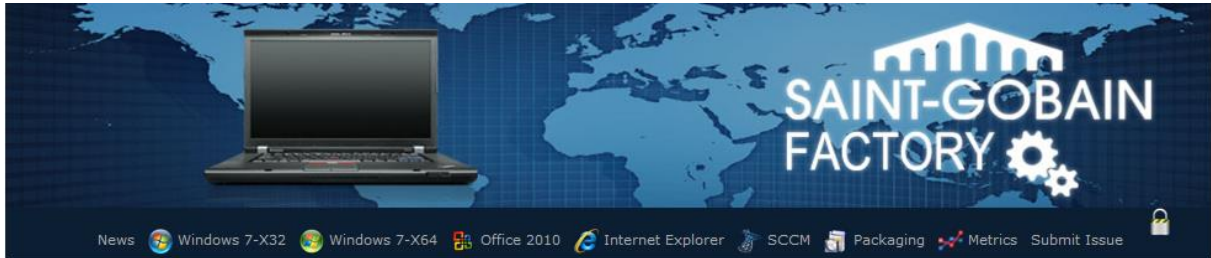 SAINT-GOBAIN
FACTORY
News Windows 7-X32 Windows 7-X64 Office 2010 Internet Explorer SCCM Packaging Metrics Submit Issue